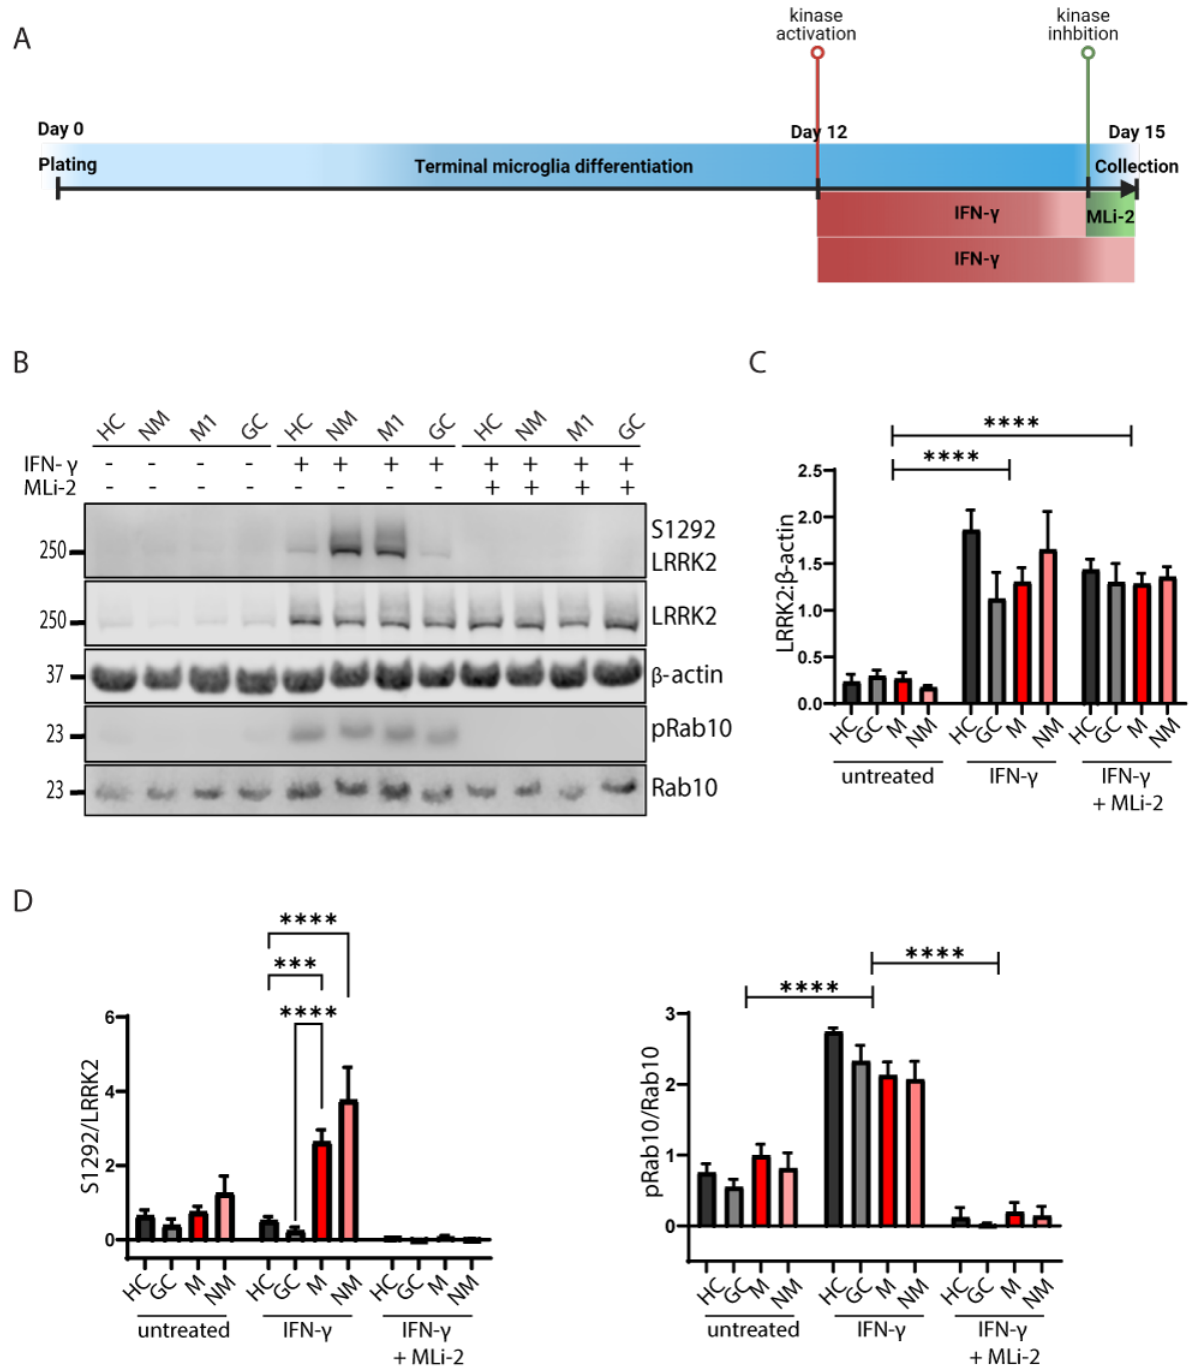 A
kinase
activation
kinase
inhbition
Day 0
Day 12
Day 15
Plating
Terminal microglia differentiation
Collection
IFN-γ
MLi-2
IFN-γ
B
HC NM M1 GC HC NM M1 GC HC NM M1 GC
IFN- γ - - - - + + + + + + + +
MLi-2 - - - - - - - - + + + +
250
S1292
LRRK2
250
LRRK2
37
β-actin
23
pRab10
23
Rab10
C
****
****
LRRK2:β-actin
2.5
2.0
1.5
1.0
0.5
0.0
HC GC M NM HC GC M NM HC GC M NM
untreated
IFN-γ
IFN-γ
+ MLi-2
D
****
***
****
S1292/LRRK2
6
4
2
0
HC GC M NM HC GC M NM HC GC M NM
untreated
IFN-γ
IFN-γ
+ MLi-2
****
****
pRab10/Rab10
3
2
1
0
HC GC M NM HC GC M NM HC GC M NM
untreated
IFN-γ
IFN-γ
+ MLi-2